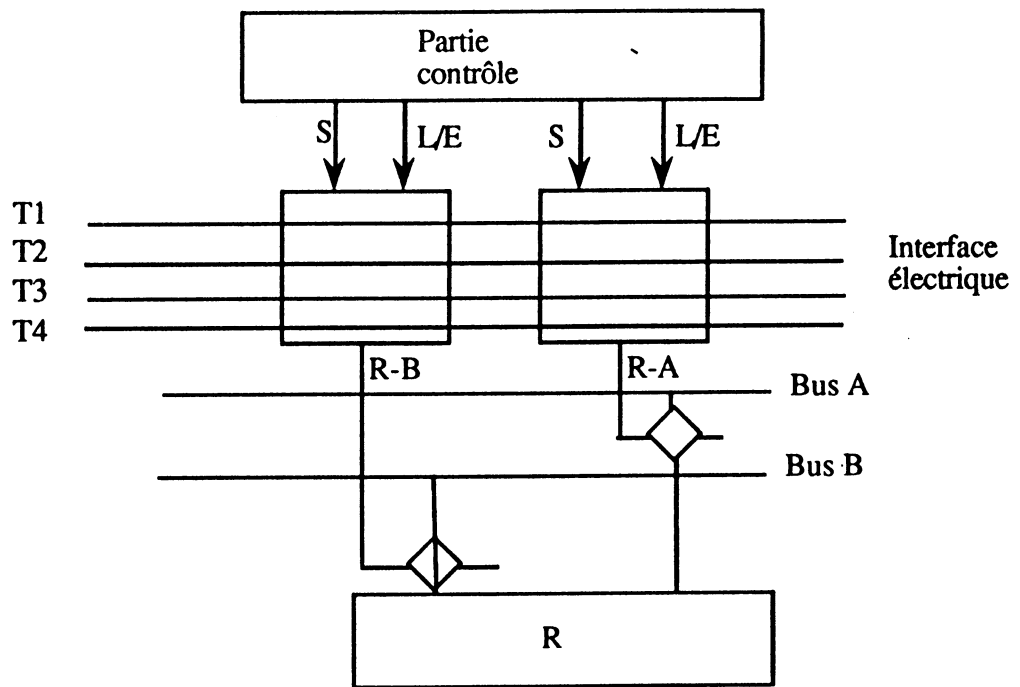 Partie
contrôle
S
L/E
S
L/E
T1
T2
T3
T4
Interface
électrique
R-B
R-A
Bus A
Bus B
R